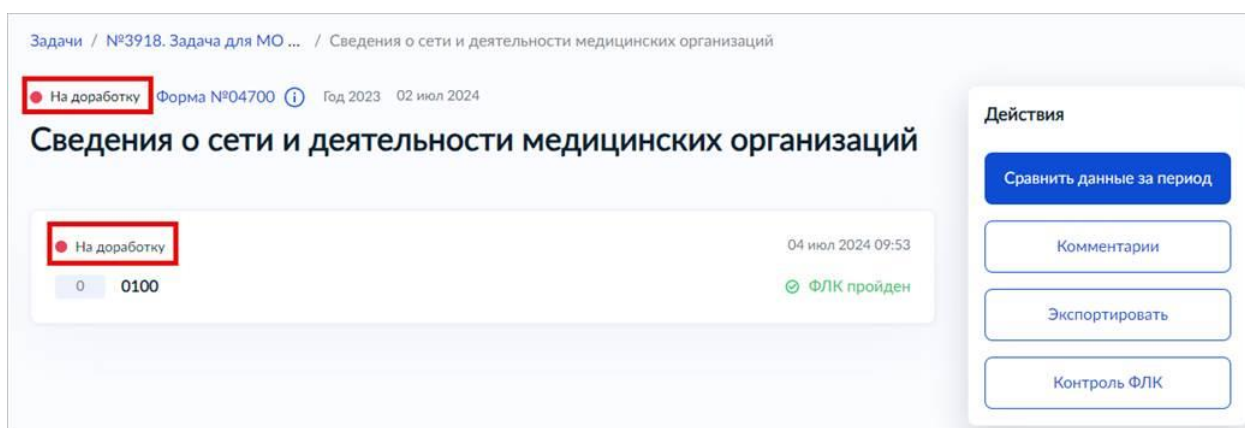 Задачи / №3918. Задача для МО ... / Сведения о сети и деятельности медицинских организаций
На доработку Форма №04700 Год 2023 02 июл 2024
Сведения о сети и деятельности медицинских организаций
На доработку 04 июл 2024 09:53
0 0100 ФЛК пройден
Действия
Сравнить данные за период
Комментарии
Экспортировать
Контроль ФЛК